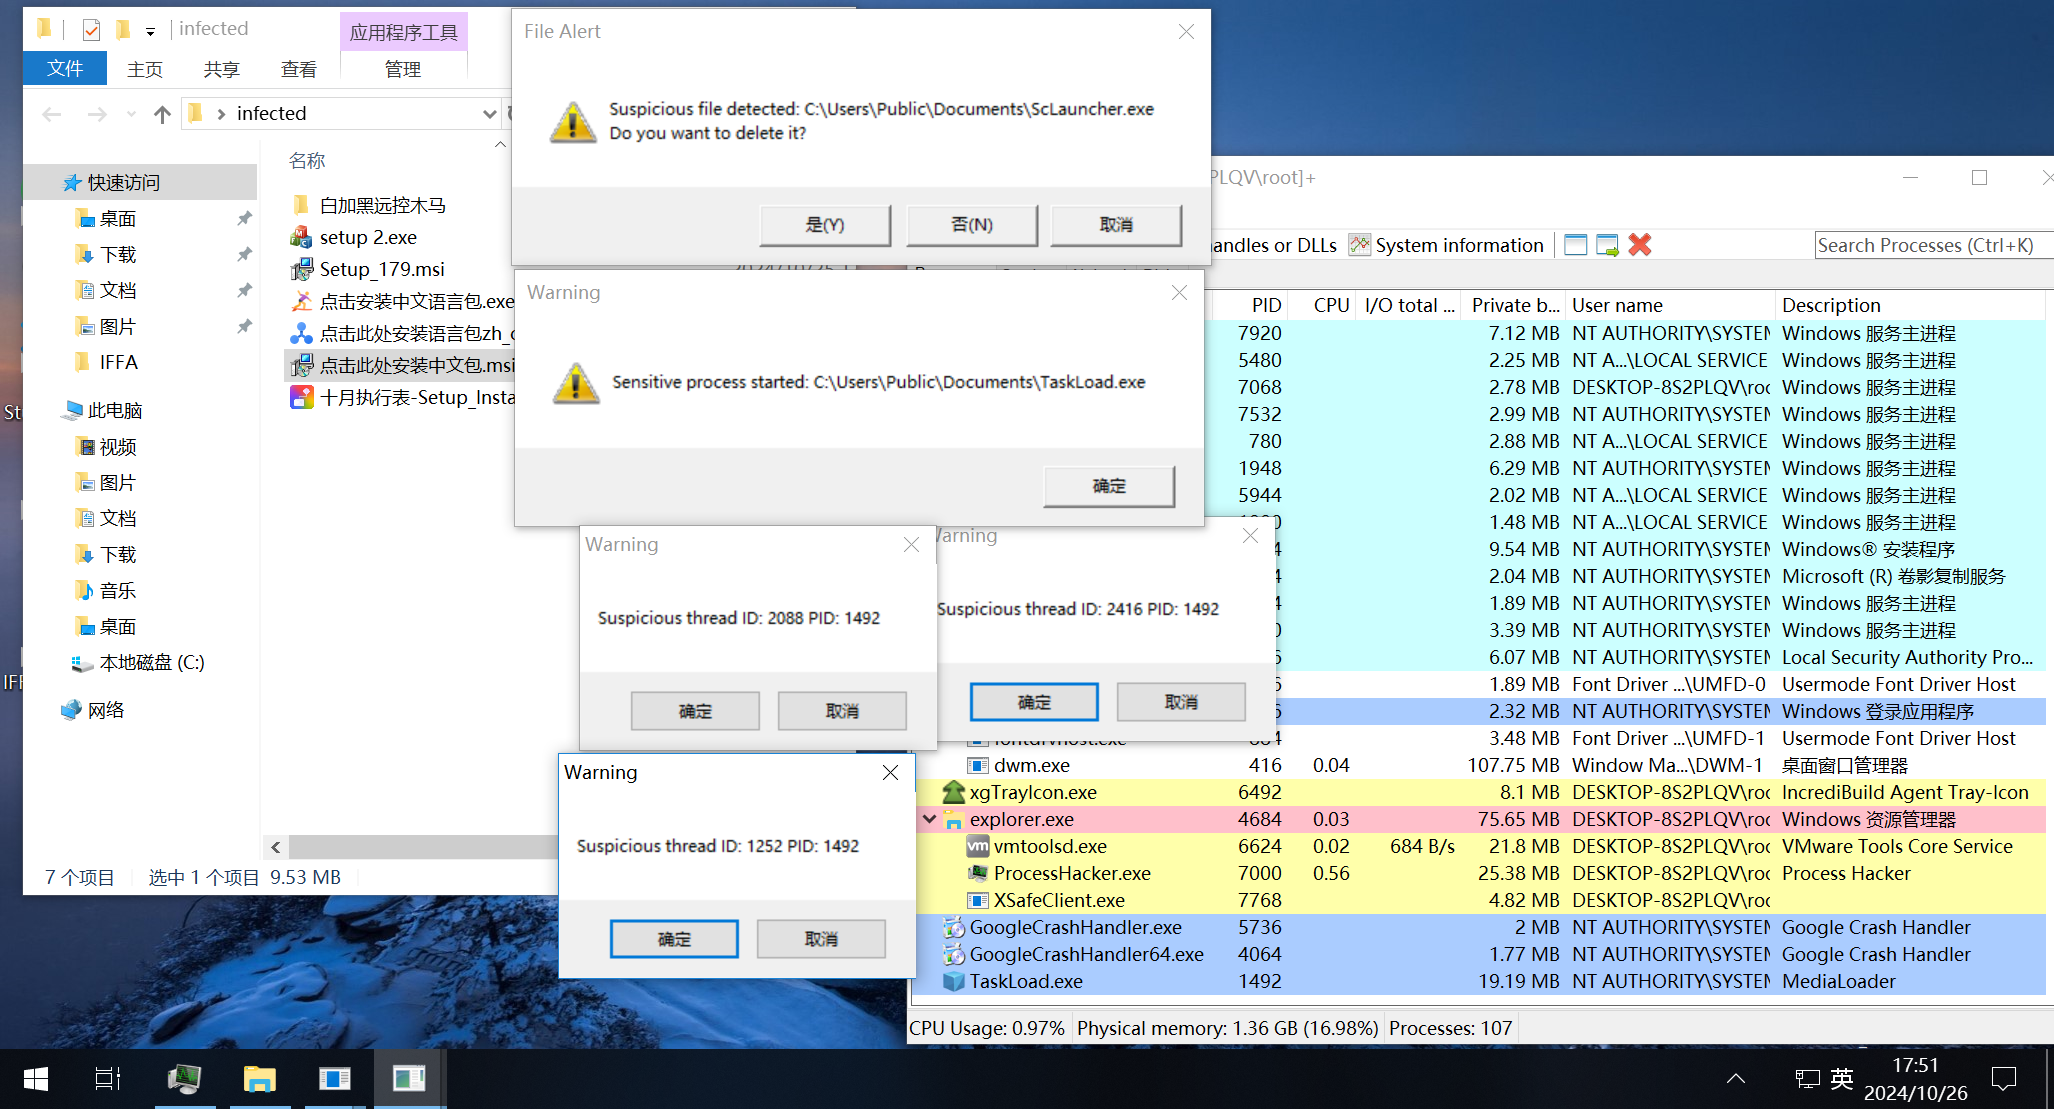 infected
应用程序工具
文件
主页
共享
查看
管理
infected
名称
快速访问
桌面
下载
文档
图片
IFFA
此电脑
视频
图片
文档
下载
音乐
桌面
本地磁盘 (C:)
网络
白加黑远控木马
setup 2.exe
Setup_179.msi
点击安装中文语言包.exe
点击此处安装语言包zh_c
点击此处安装中文包.msi
十月执行表-Setup_Insta
7 个项目
选中 1 个项目 9.53 MB
File Alert
Suspicious file detected: C:\Users\Public\Documents\ScLauncher.exe
Do you want to delete it?
是(Y)
否(N)
取消
Warning
Sensitive process started: C:\Users\Public\Documents\TaskLoad.exe
确定
Warning
Suspicious thread ID: 2088 PID: 1492
确定
取消
Warning
Suspicious thread ID: 2416 PID: 1492
确定
取消
Warning
Suspicious thread ID: 1252 PID: 1492
确定
取消
PLQV\root]+
handles or DLLs
System information
Search Processes (Ctrl+K)
PID CPU I/O total ... Private b... User name Description
7920 7.12 MB NT AUTHORITY\SYSTEM Windows 服务主进程
5480 2.25 MB NT A...\LOCAL SERVICE Windows 服务主进程
7068 2.78 MB DESKTOP-8S2PLQV\roo Windows 服务主进程
7532 2.99 MB NT AUTHORITY\SYSTEM Windows 服务主进程
780 2.88 MB NT A...\LOCAL SERVICE Windows 服务主进程
1948 6.29 MB NT AUTHORITY\SYSTEM Windows 服务主进程
5944 2.02 MB NT A...\LOCAL SERVICE Windows 服务主进程
1.48 MB NT A...\LOCAL SERVICE Windows 服务主进程
9.54 MB NT AUTHORITY\SYSTEM Windows® 安装程序
2.04 MB NT AUTHORITY\SYSTEM Microsoft (R) 卷影复制服务
1.89 MB NT AUTHORITY\SYSTEM Windows 服务主进程
3.39 MB NT AUTHORITY\SYSTEM Windows 服务主进程
6.07 MB NT AUTHORITY\SYSTEM Local Security Authority Pro...
1.89 MB Font Driver ...\UMFD-0 Usermode Font Driver Host
2.32 MB NT AUTHORITY\SYSTEM Windows 登录应用程序
fontdrvhost.exe 3.48 MB Font Driver ...\UMFD-1 Usermode Font Driver Host
dwm.exe 416 0.04 107.75 MB Window Ma...\DWM-1 桌面窗口管理器
xgTrayIcon.exe 6492 8.1 MB DESKTOP-8S2PLQV\roo IncrediBuild Agent Tray-Icon
explorer.exe 4684 0.03 75.65 MB DESKTOP-8S2PLQV\roo Windows 资源管理器
vmtoolsd.exe 6624 0.02 684 B/s 21.8 MB DESKTOP-8S2PLQV\roo VMware Tools Core Service
ProcessHacker.exe 7000 0.56 25.38 MB DESKTOP-8S2PLQV\roo Process Hacker
XSafeClient.exe 7768 4.82 MB DESKTOP-8S2PLQV\roo
GoogleCrashHandler.exe 5736 2 MB NT AUTHORITY\SYSTEM Google Crash Handler
GoogleCrashHandler64.exe 4064 1.77 MB NT AUTHORITY\SYSTEM Google Crash Handler
TaskLoad.exe 1492 19.19 MB NT AUTHORITY\SYSTEM MediaLoader
CPU Usage: 0.97% Physical memory: 1.36 GB (16.98%) Processes: 107
英
17:51
2024/10/26